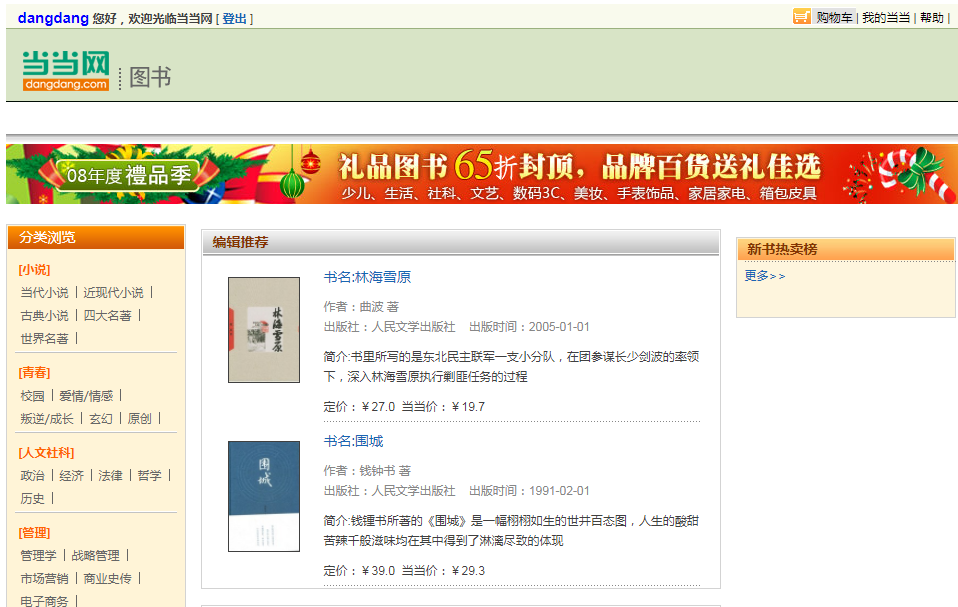 dangdang 您好，欢迎光临当当网 [ 登出 ]
购物车 | 我的当当 | 帮助 |
当当网
dangdang.com
图书
08年度禮品季
礼品图书65折封顶，品牌百货送礼佳选
少儿、生活、社科、文艺、数码3C、美妆、手表饰品、家居家电、箱包皮具
分类浏览
[小说]
当代小说 | 近现代小说 |
古典小说 | 四大名著 |
世界名著 |
[青春]
校园 | 爱情/情感 |
叛逆/成长 | 玄幻 | 原创 |
[人文社科]
政治 | 经济 | 法律 | 哲学 |
历史 |
[管理]
管理学 | 战略管理 |
市场营销 | 商业史传 |
电子商务 |
编辑推荐
林海
雪原
书名:林海雪原
作者：曲波 著
出版社：人民文学出版社 出版时间：2005-01-01
简介:书里所写的是东北民主联军一支小分队，在团参谋长少剑波的率领
下，深入林海雪原执行剿匪任务的过程
定价：￥27.0 当当价：￥19.7
围城
书名:围城
作者：钱钟书 著
出版社：人民文学出版社 出版时间：1991-02-01
简介:钱锺书所著的《围城》是一幅栩栩如生的世井百态图，人生的酸甜
苦辣千般滋味均在其中得到了淋漓尽致的体现
定价：￥39.0 当当价：￥29.3
新书热卖榜
更多>>